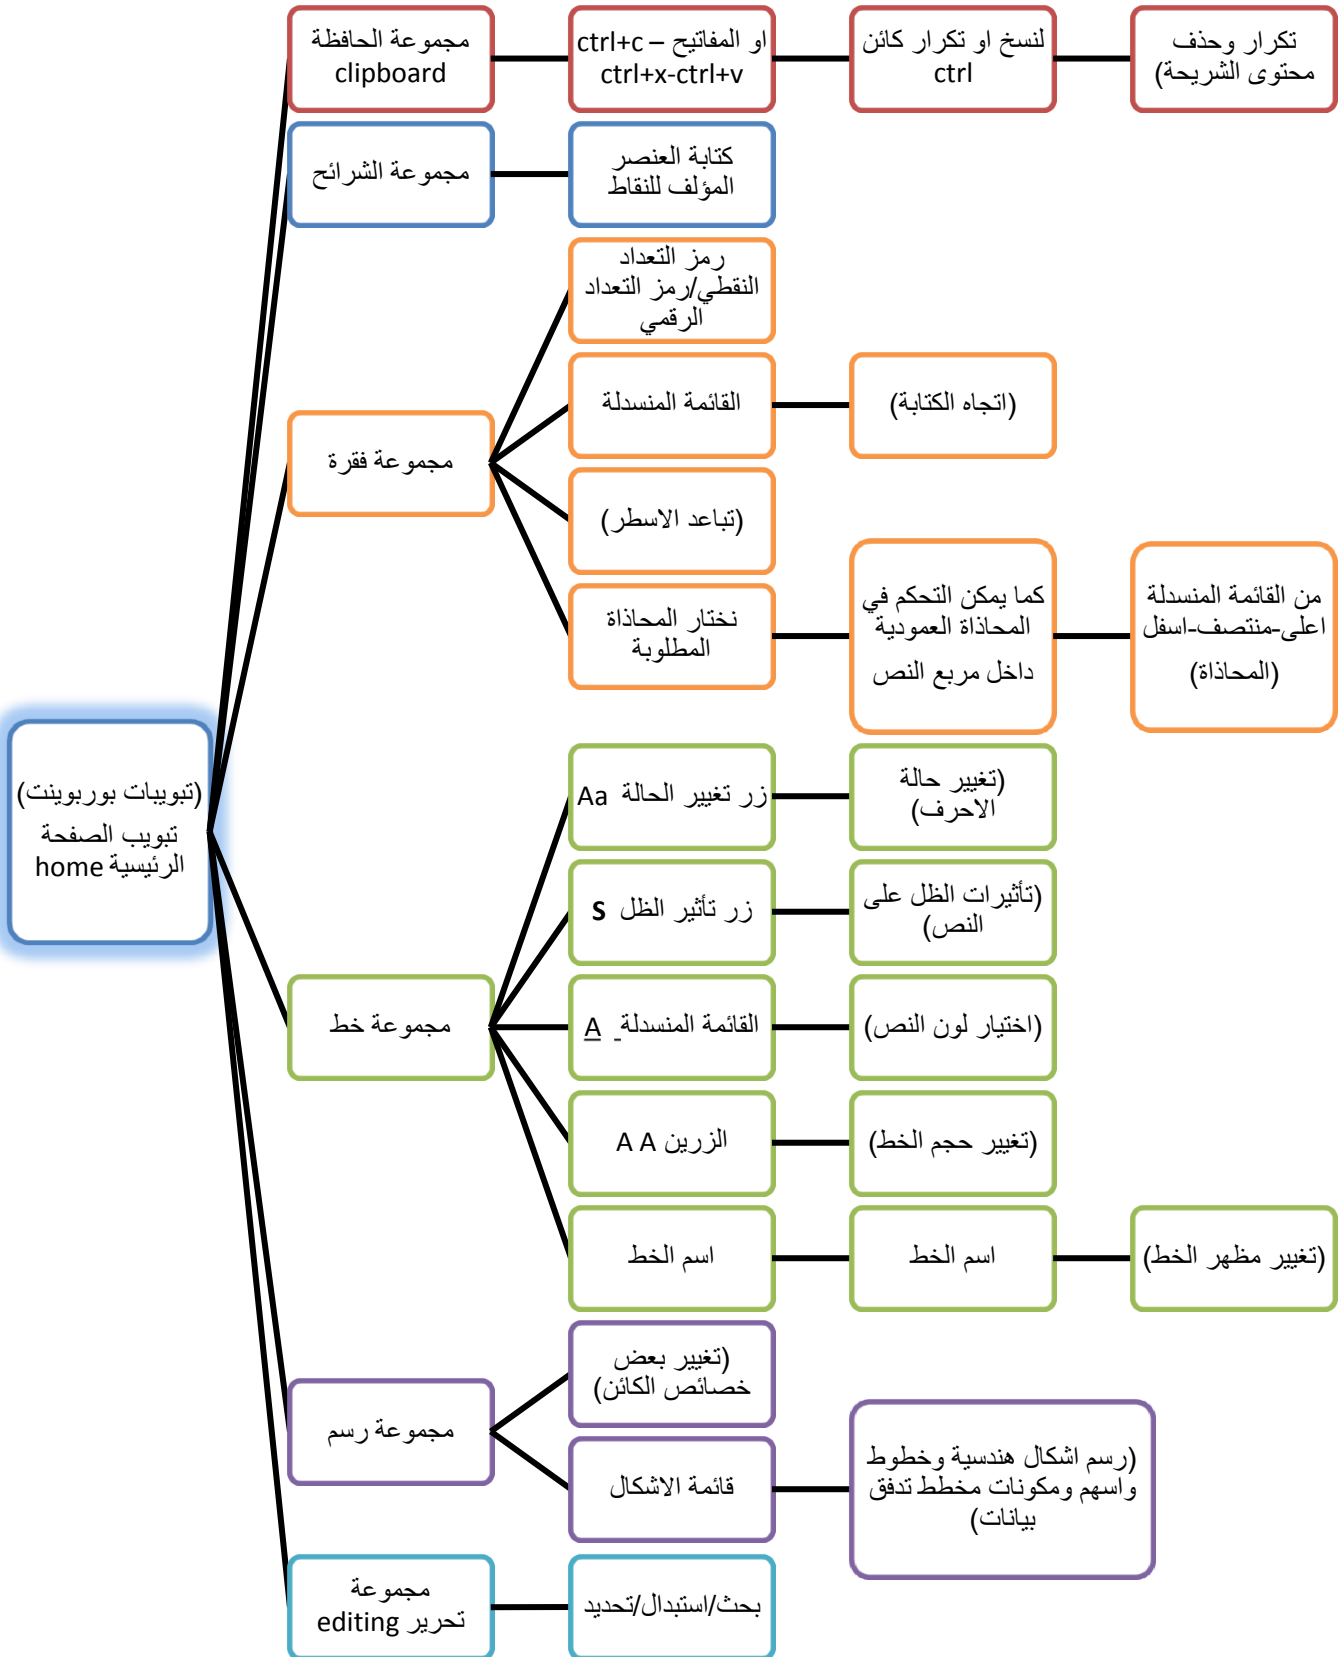 (تبويبات بوربوينت)
تبويب الصفحة
الرئيسية home
مجموعة الحافظة
clipboard
او المفاتيح – ctrl+c
ctrl+x-ctrl+v
لنسخ او تكرار كائن
ctrl
تكرار وحذف
محتوى الشريحة)
مجموعة الشرائح
كتابة العنصر
المؤلف للنقاط
مجموعة فقرة
رمز التعداد
النقطي/رمز التعداد
الرقمي
القائمة المنسدلة
(اتجاه الكتابة)
(تباعد الاسطر)
نختار المحاذاة
المطلوبة
كما يمكن التحكم في
المحاذاة العمودية
داخل مربع النص
من القائمة المنسدلة
اعلى-منتصف-اسفل
(المحاذاة)
مجموعة خط
زر تغيير الحالة Aa
(تغيير حالة
الاحرف)
زر تأثير الظل S
(تأثيرات الظل على
النص)
القائمة المنسدلة A
(اختيار لون النص)
الزرين A A
(تغيير حجم الخط)
اسم الخط
اسم الخط
(تغيير مظهر الخط)
مجموعة رسم
(تغيير بعض
خصائص الكائن)
قائمة الاشكال
(رسم اشكال هندسية وخطوط
واسهم ومكونات مخطط تدفق
بيانات)
مجموعة
تحرير editing
بحث/استبدال/تحديد